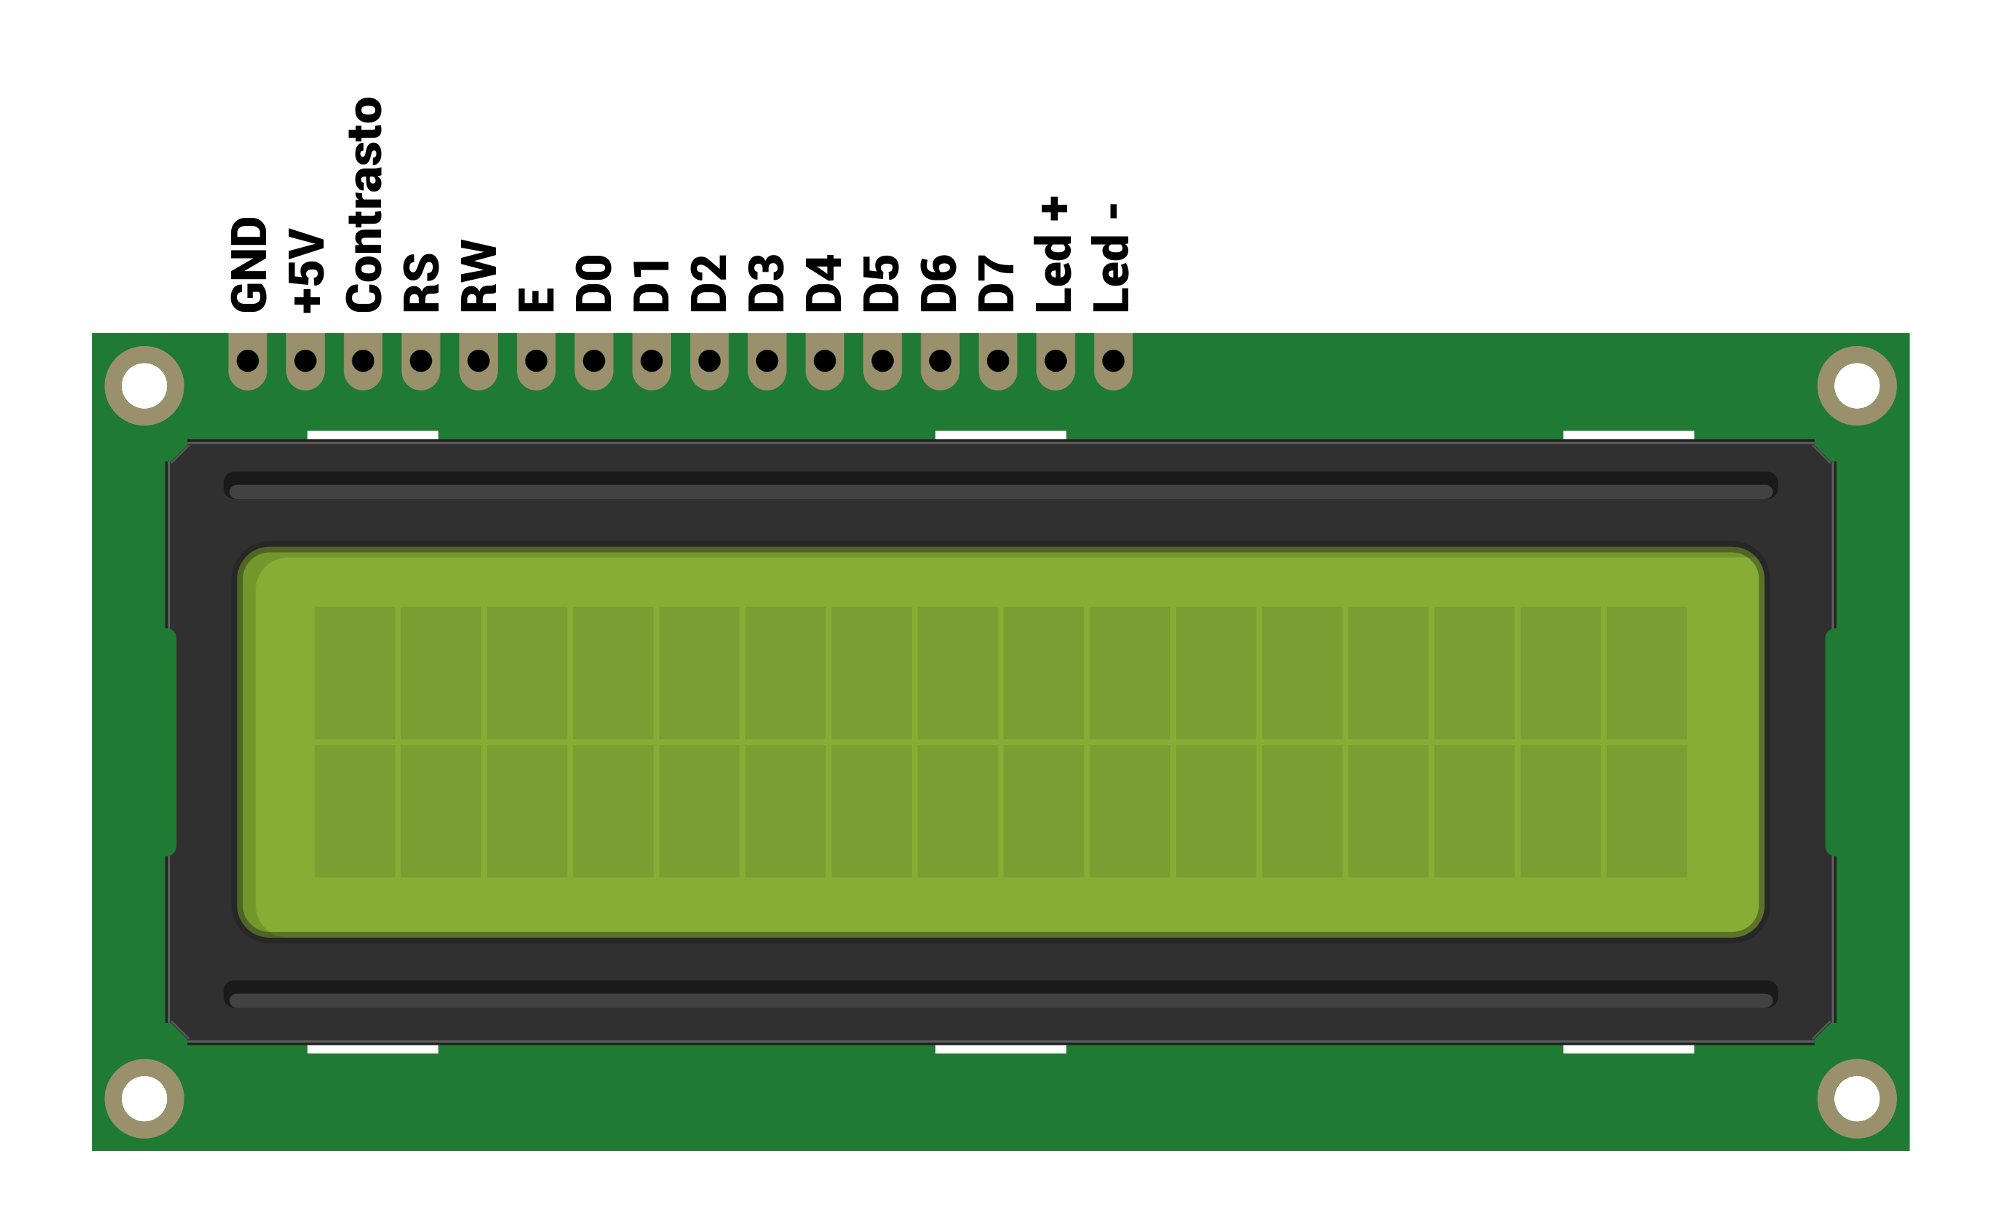 GND
+5V
Contrasto
RS
RW
E
D0
D1
D2
D3
D4
D5
D6
D7
Led +
Led -